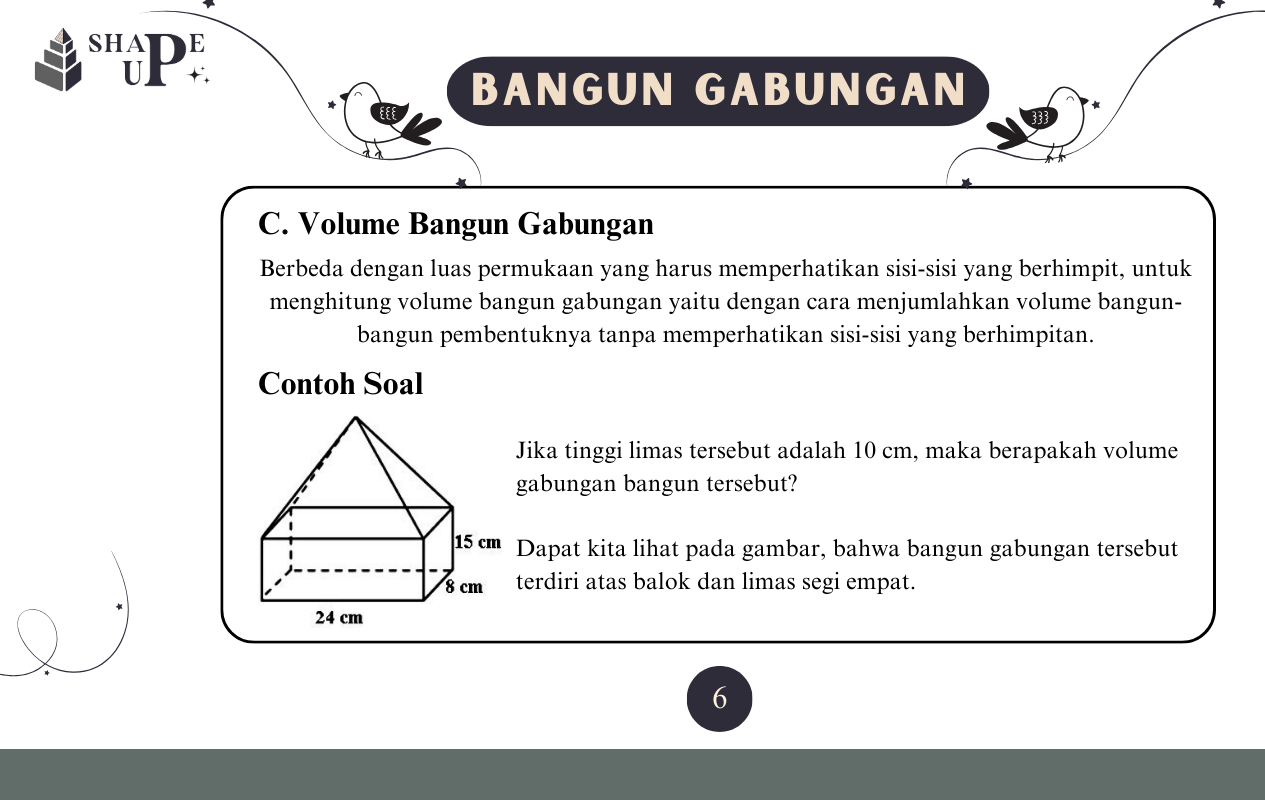 SHAPE
UP
BANGUN GABUNGAN
C. Volume Bangun Gabungan
Berbeda dengan luas permukaan yang harus memperhatikan sisi-sisi yang berhimpit, untuk
menghitung volume bangun gabungan yaitu dengan cara menjumlahkan volume bangun-
bangun pembentuknya tanpa memperhatikan sisi-sisi yang berhimpitan.
Contoh Soal
Jika tinggi limas tersebut adalah 10 cm, maka berapakah volume
gabungan bangun tersebut?
15 cm
8 cm
24 cm
Dapat kita lihat pada gambar, bahwa bangun gabungan tersebut
terdiri atas balok dan limas segi empat.
6